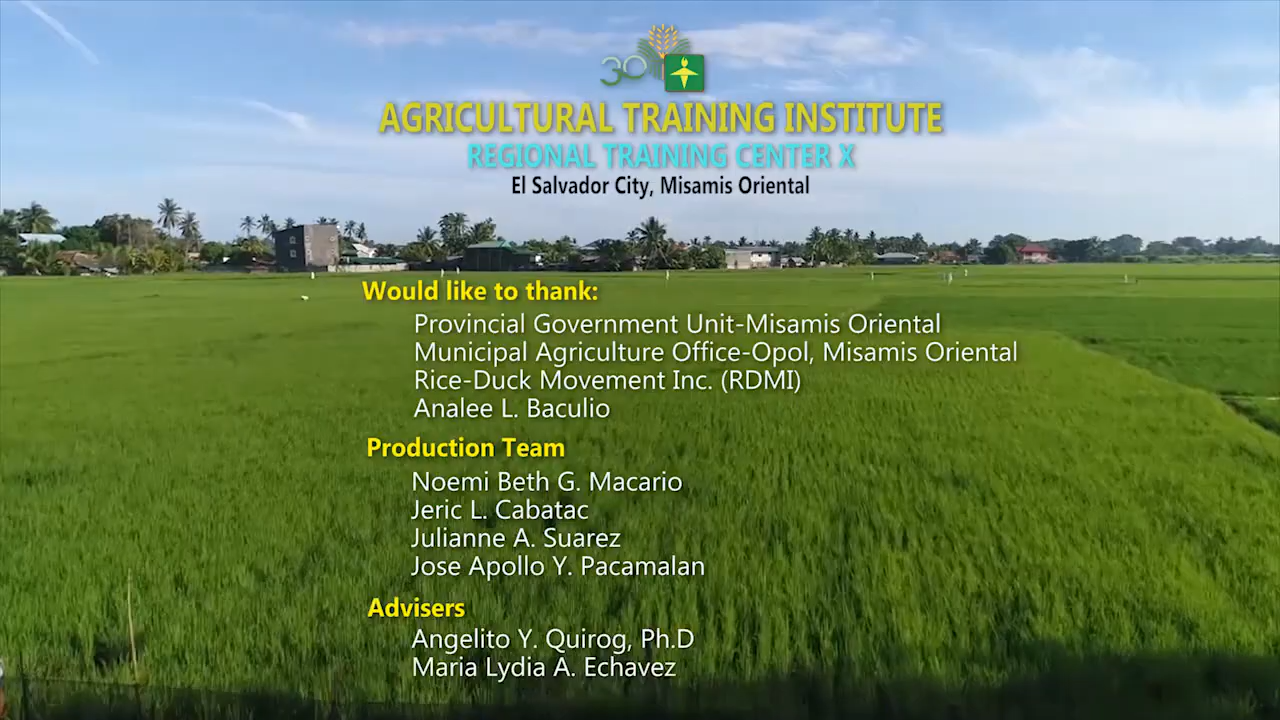 30
AGRICULTURAL TRAINING INSTITUTE
REGIONAL TRAINING CENTER X
El Salvador City, Misamis Oriental
Would like to thank:
Provincial Government Unit-Misamis Oriental
Municipal Agriculture Office-Opol, Misamis Oriental
Rice-Duck Movement Inc. (RDMI)
Analee L. Baculio
Production Team
Noemi Beth G. Macario
Jeric L. Cabatac
Julianne A. Suarez
Jose Apollo Y. Pacamalan
Advisers
Angelito Y. Quirog, Ph.D
Maria Lydia A. Echavez